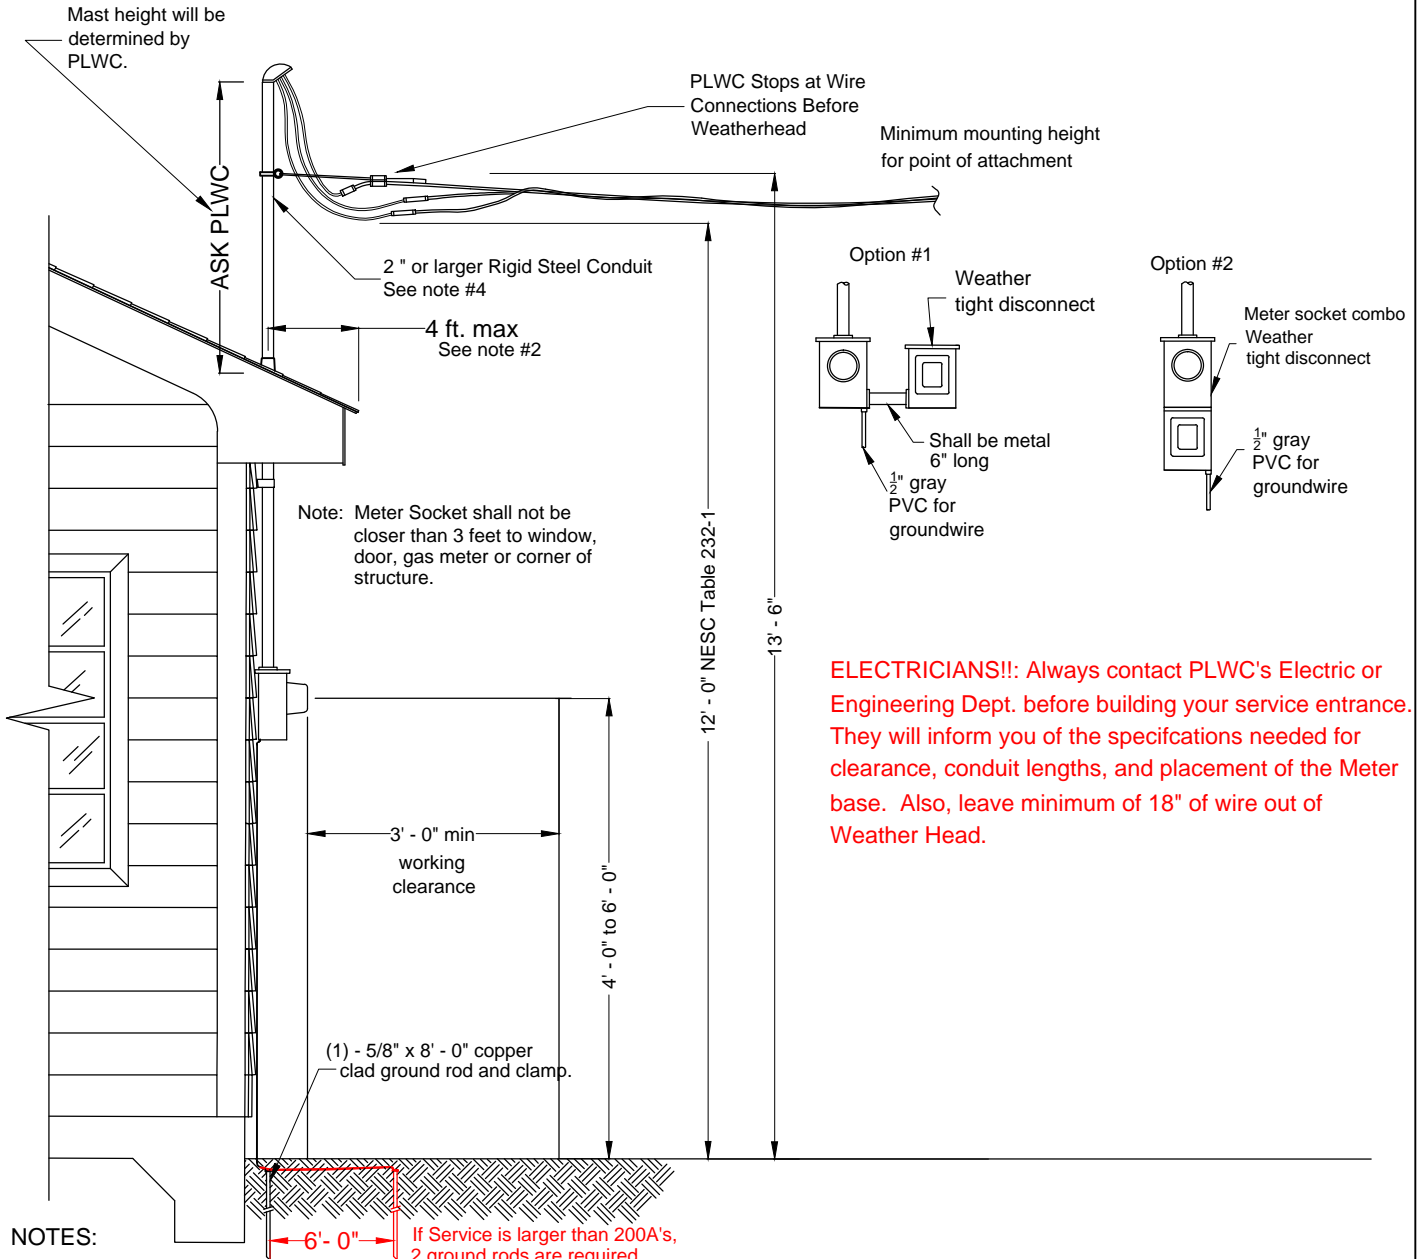 Mast height will be
determined by
PLWC.
PLWC Stops at Wire
Connections Before
Weatherhead
Minimum mounting height
for point of attachment
ASK PLWC
2 " or larger Rigid Steel Conduit
See note #4
4 ft. max
See note #2
Option #1
Weather
tight disconnect
Shall be metal
6" long
1/2" gray
PVC for
groundwire
Option #2
Meter socket combo
Weather
tight disconnect
1/2" gray
PVC for
groundwire
Note: Meter Socket shall not be
closer than 3 feet to window,
door, gas meter or corner of
structure.
12' - 0" NESC Table 232-1
13' - 6"
ELECTRICIANS!!: Always contact PLWC's Electric or
Engineering Dept. before building your service entrance.
They will inform you of the specifcations needed for
clearance, conduit lengths, and placement of the Meter
base. Also, leave minimum of 18" of wire out of
Weather Head.
3' - 0" min
working
clearance
4' - 0" to 6' - 0"
(1) - 5/8" x 8' - 0" copper
clad ground rod and clamp.
NOTES:
6'- 0"
If Service is larger than 200A's,
2 ground rods are required